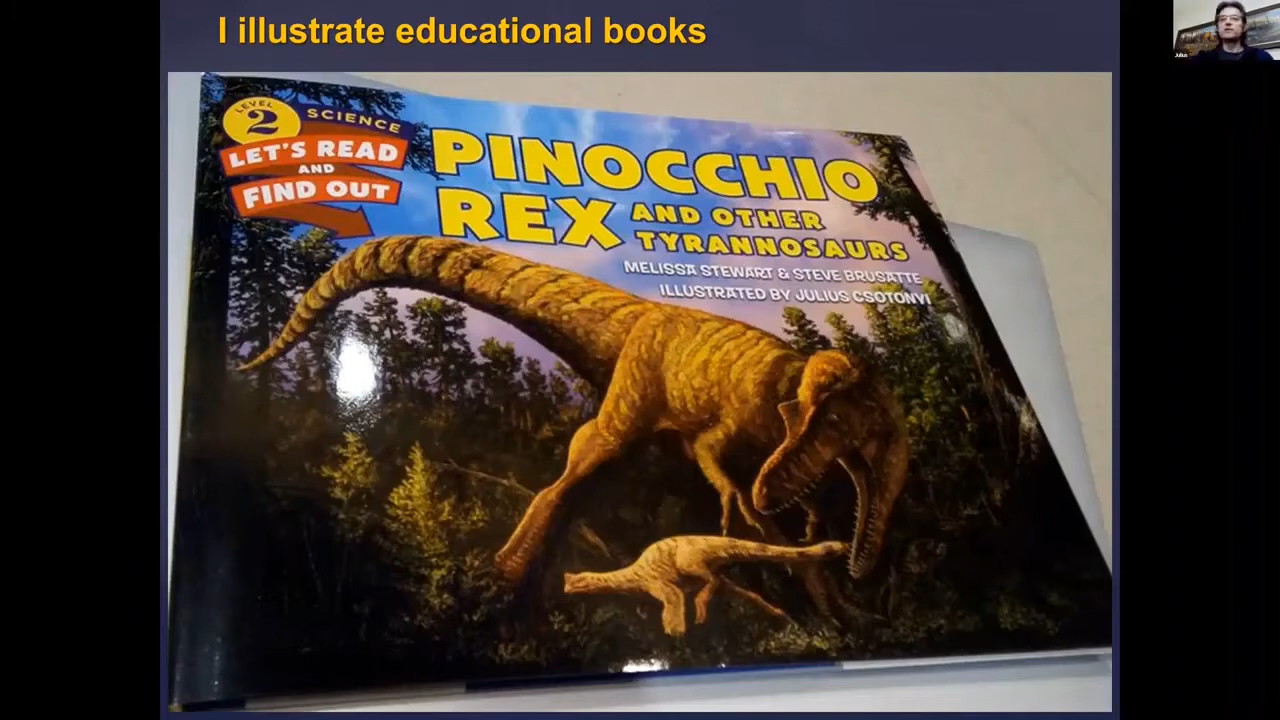 I illustrate educational books
LEVEL
2
SCIENCE
LET'S READ
AND
FIND OUT
PINOCCHIO
REX AND OTHER
TYRANNOSAURS
MELISSA STEWART & STEVE BRUSATTE
ILLUSTRATED BY JULIUS CSOTONYI
Julius